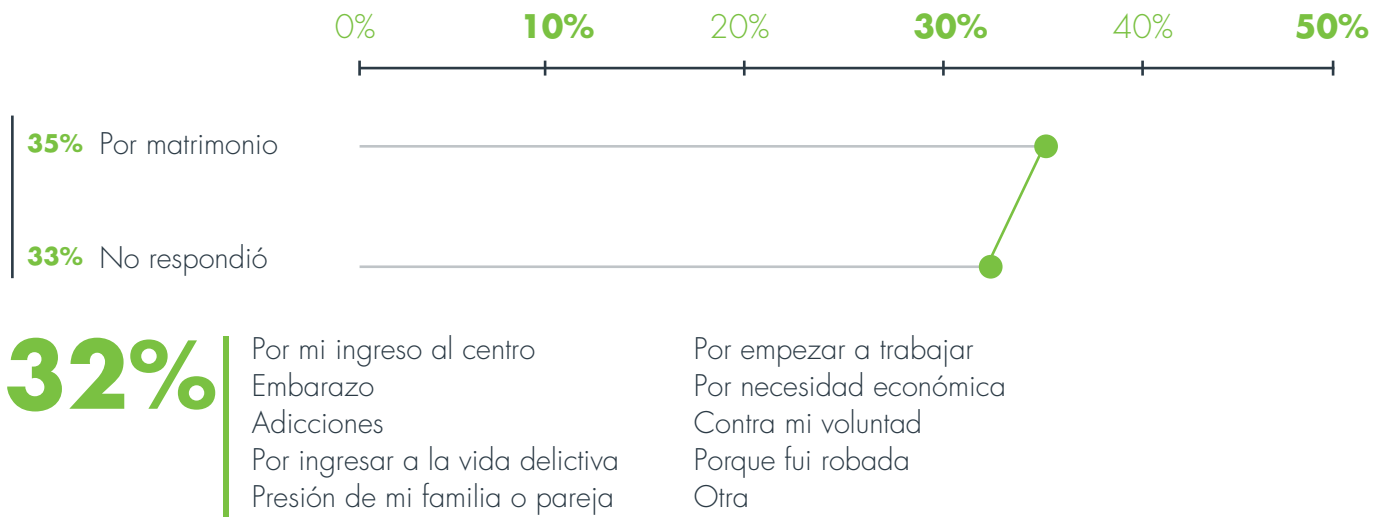 0% 10% 20% 30% 40% 50%
35% Por matrimonio
33% No respondió
32%
Por mi ingreso al centro
Embarazo
Adicciones
Por ingresar a la vida delictiva
Presión de mi familia o pareja
Por empezar a trabajar
Por necesidad económica
Contra mi voluntad
Porque fui robada
Otra